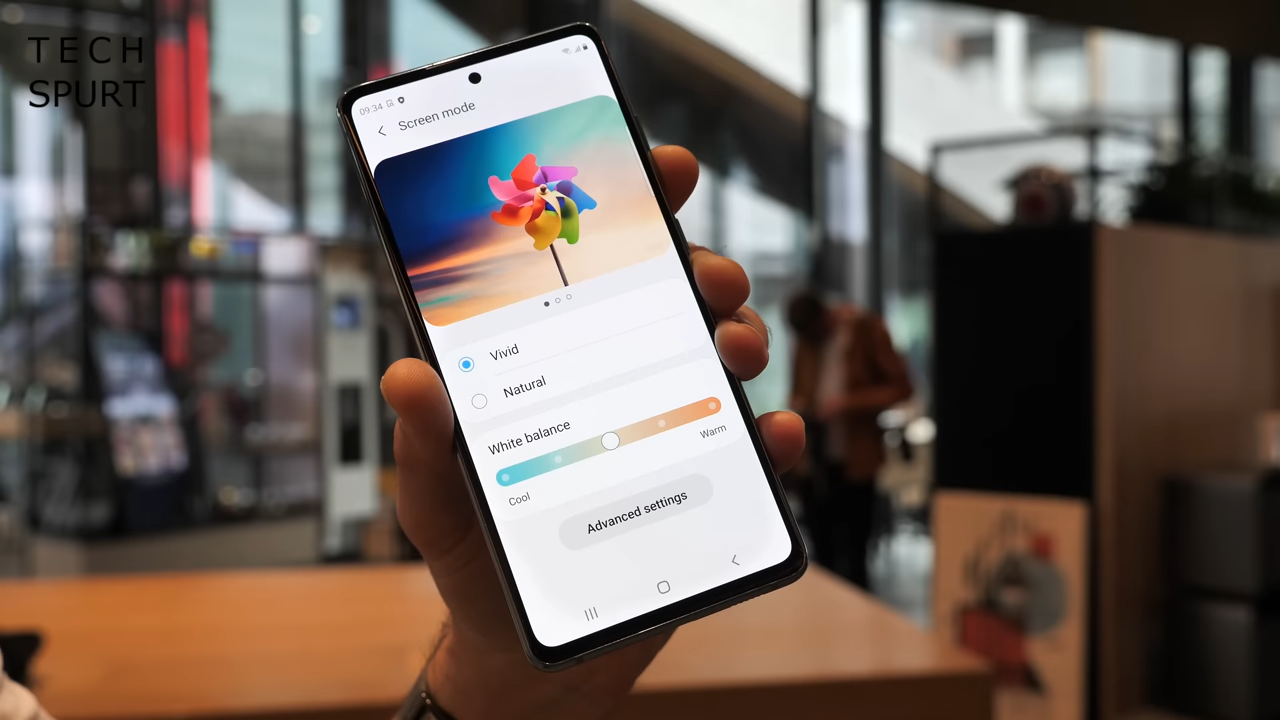 TECH
SPURT
09.34
Screen mode
Vivid
Natural
White balance
Cool
Warm
Advanced settings